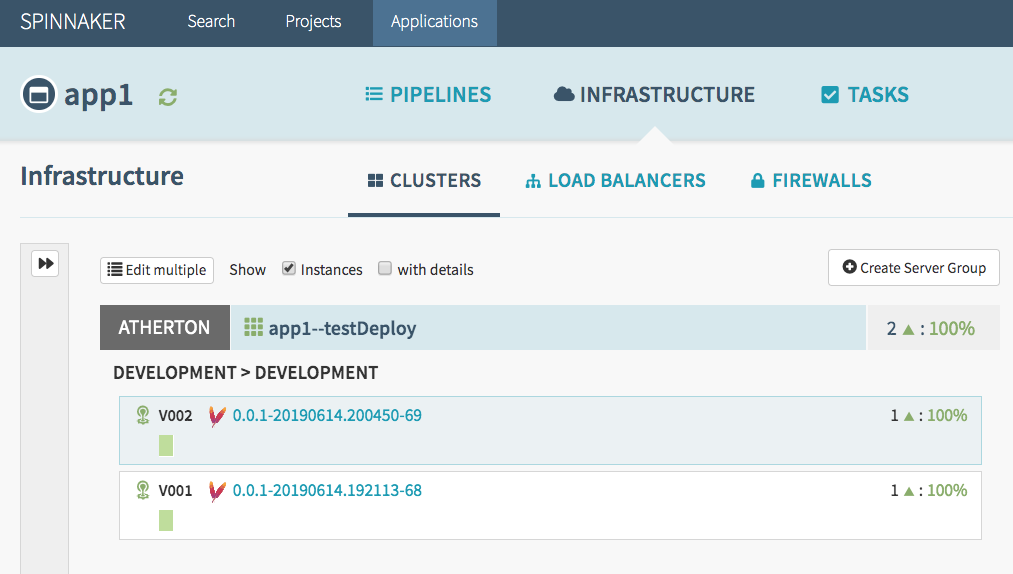 SPINNAKER Search Projects Applications
app1 PIPELINES INFRASTRUCTURE TASKS
Infrastructure CLUSTERS LOAD BALANCERS FIREWALLS
Edit multiple Show Instances with details Create Server Group
ATHERTON app1--testDeploy 2 ▲ : 100%
DEVELOPMENT > DEVELOPMENT
V002 0.0.1-20190614.200450-69 1 ▲ : 100%
V001 0.0.1-20190614.192113-68 1 ▲ : 100%